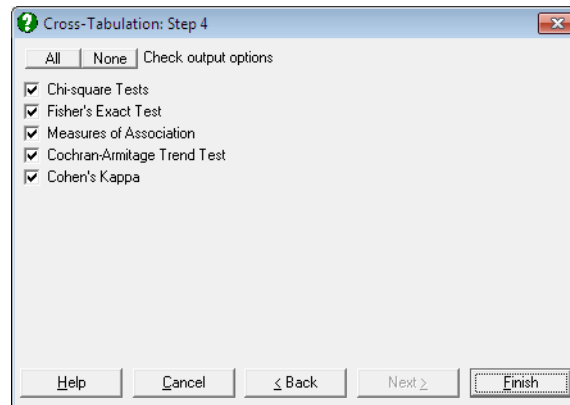 Cross-Tabulation: Step 4
All None Check output options
Chi-square Tests
Fisher's Exact Test
Measures of Association
Cochran-Armitage Trend Test
Cohen's Kappa
Help Cancel < Back Next > Finish